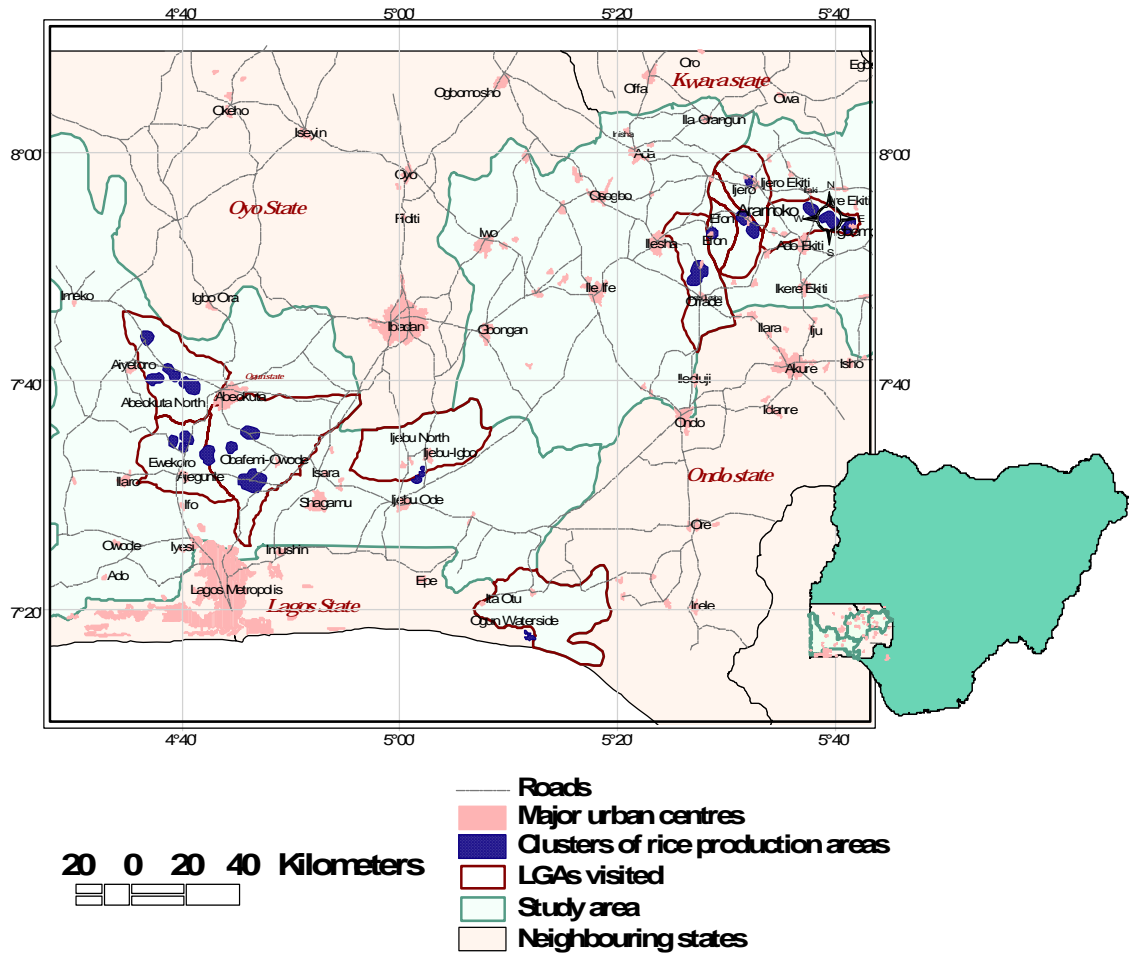 4°40' 5°00' 5°20' 5°40'
Oro
Kwara state
Offa
Ogbomosho
Owa
Okeho
Iseyin
Ila Orangun
8°00' 8°00'
Ada
Oyo
Ijero Ekiti
Ijero
Osogbo
Oyo State
Fiditi
Aramoko
Efon
N
W
E
S
Iwo
Ilesha
Efon
Ado Ekiti
Imeko
Igbo Ora
Ile Ife
Ikere Ekiti
Ibadan
Gbongan
Ilara
Iju
Aiyetoro
Akure
Isho
7°40' 7°40'
Ogun state
Ileduji
Abeokuta North
Abeokuta
Idanre
Ondo
Ijebu North
Ijebu-Igbo
Ewekoro
Obafemi-Owode
Isara
Ondo state
Ilaro
Ajegunle
Ifo
Shagamu
Ijebu Ode
Ore
Owode
Iyesi
Imushin
Ado
Epe
Lagos Metropolis
Lagos State
Ita Otu
Irele
7°20' 7°20'
Ogun Waterside
4°40' 5°00' 5°20' 5°40'
Roads
Major urban centres
Clusters of rice production areas
20 0 20 40 Kilometers
LGAs visited
Study area
Neighbouring states